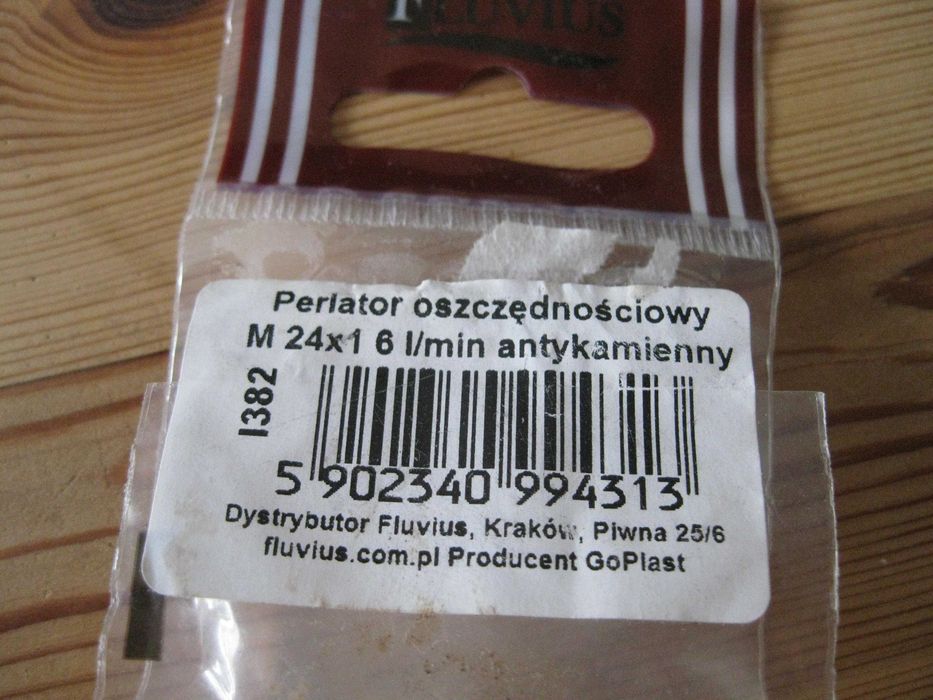 FLUVIUS
Perlator oszczędnościowy
M 24x1 6 l/min antykamienny
I382
5 902340 994313
Dystrybutor Fluvius, Kraków, Piwna 25/6
fluvius.com.pl Producent GoPlast